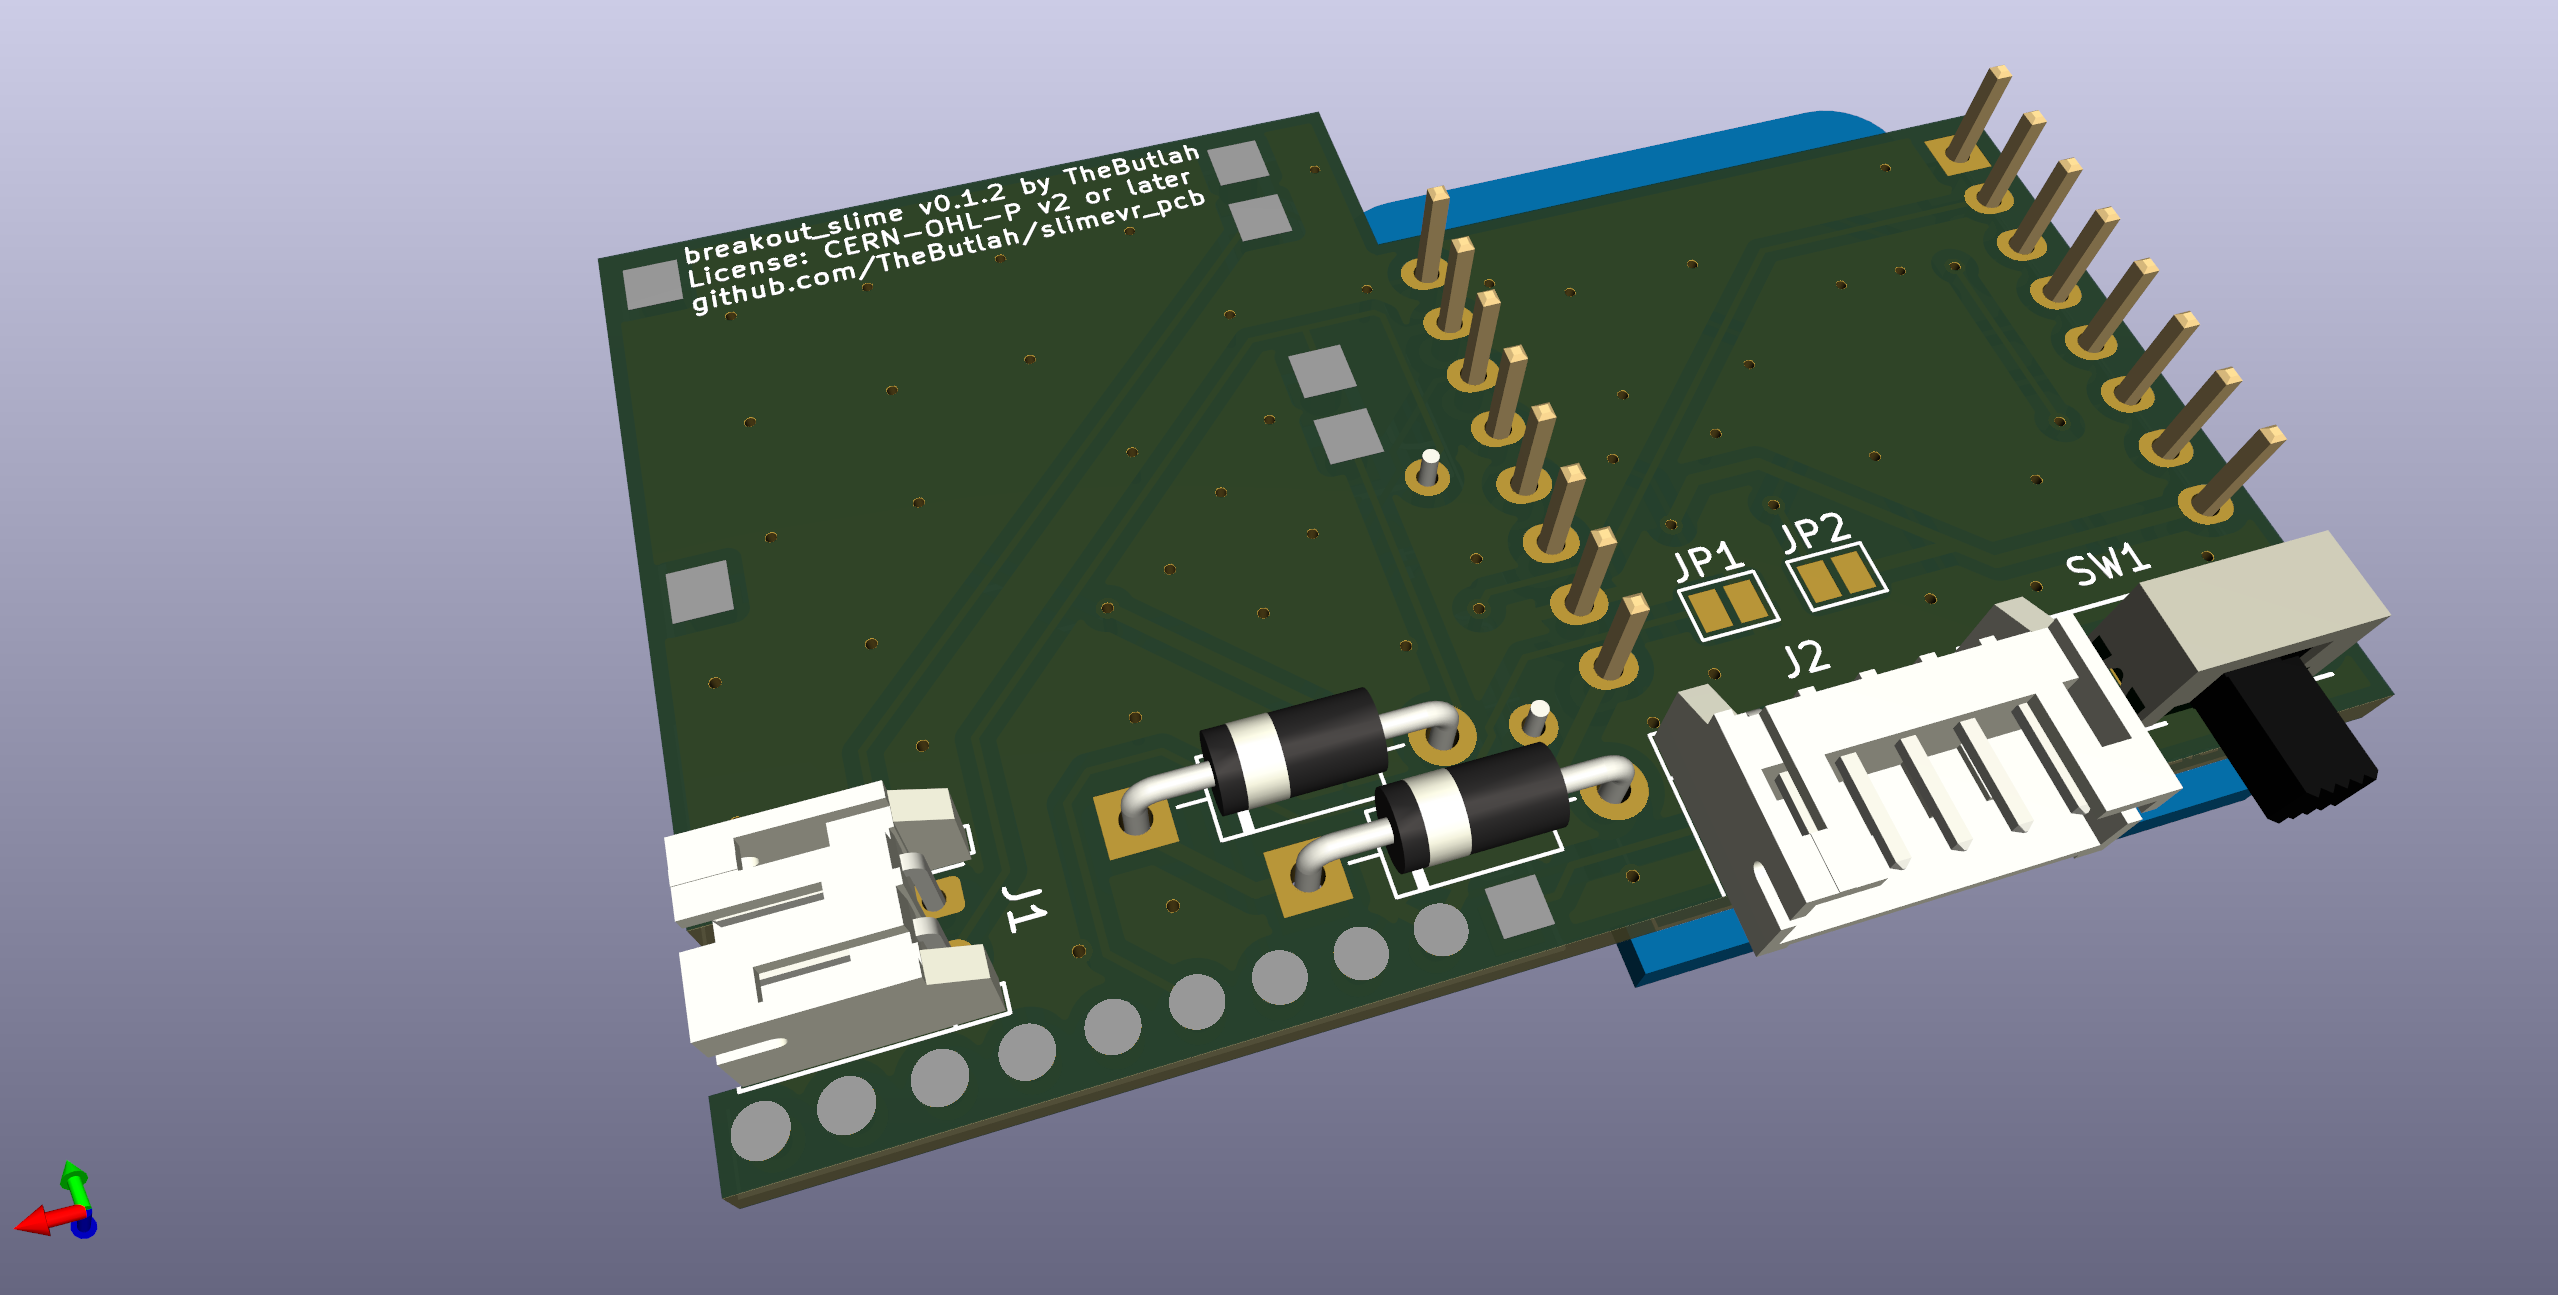 breakout_slime v0.1.2 by TheButlah
License: CERN-OHL-P v2 or later
github.com/TheButlah/slimevr_pcb
JP1
JP2
SW1
J2
J1